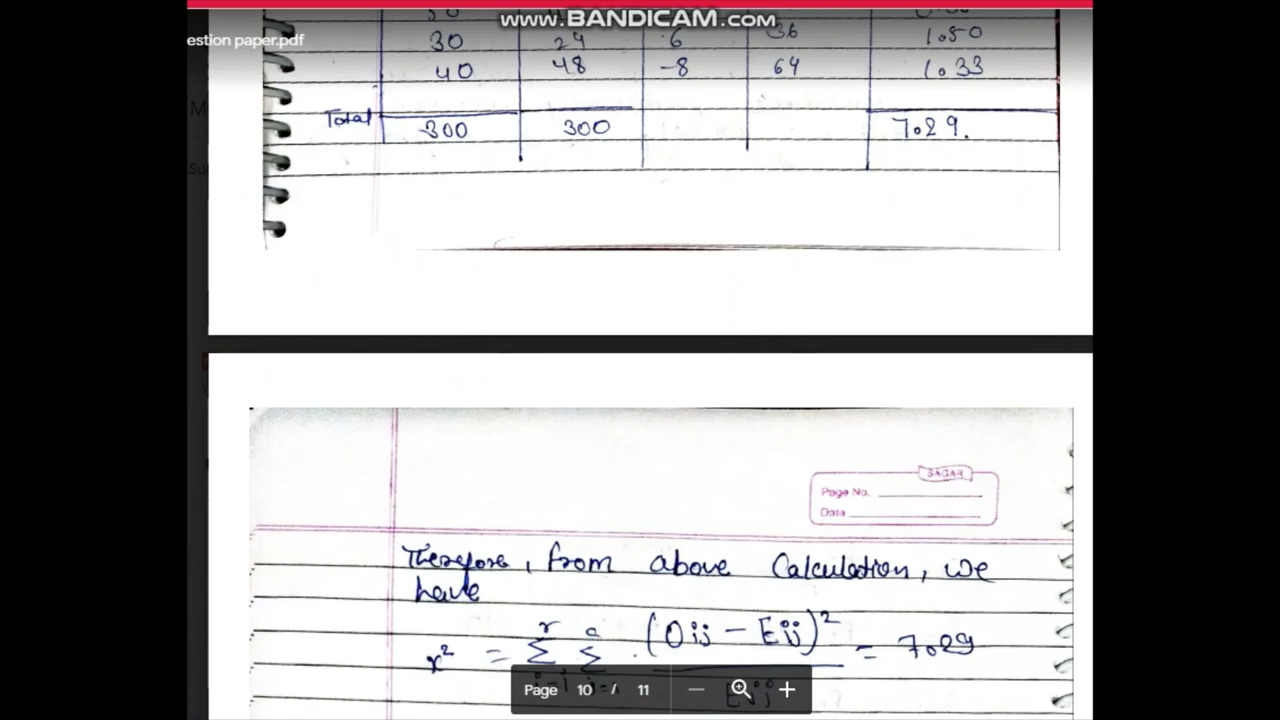 www.BANDICAM.com
estion paper.pdf
30 24 6 36 1.50
40 48 -8 64 1.33
Total 300 300 7.29.
SAGAR
Page No.
Date
Therefore, from above Calculation, we
have
x² = Σ Σ (Oij - Eij)² = 7.29
Eij
Page 10 / 11